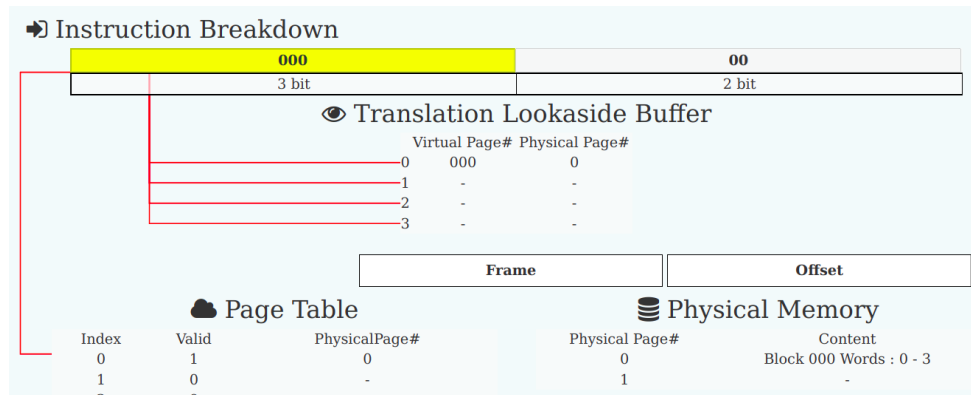 Instruction Breakdown
000 00
3 bit 2 bit
Translation Lookaside Buffer
Virtual Page# Physical Page#
0 000 0
1 - -
2 - -
3 - -
Frame Offset
Page Table Physical Memory
Index Valid PhysicalPage# Physical Page# Content
0 1 0 0 Block 000 Words : 0 - 3
1 0 - 1 -